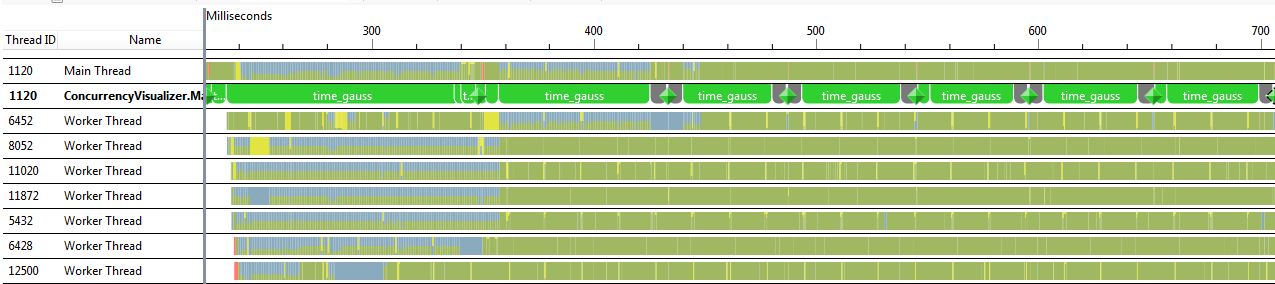 Milliseconds
Thread ID Name 300 400 500 600 700
1120 Main Thread
1120 ConcurrencyVisualizer.Ma t... time_gauss t.. time_gauss time_gauss time_gauss time_gauss time_gauss time_gauss
6452 Worker Thread
8052 Worker Thread
11020 Worker Thread
11872 Worker Thread
5432 Worker Thread
6428 Worker Thread
12500 Worker Thread